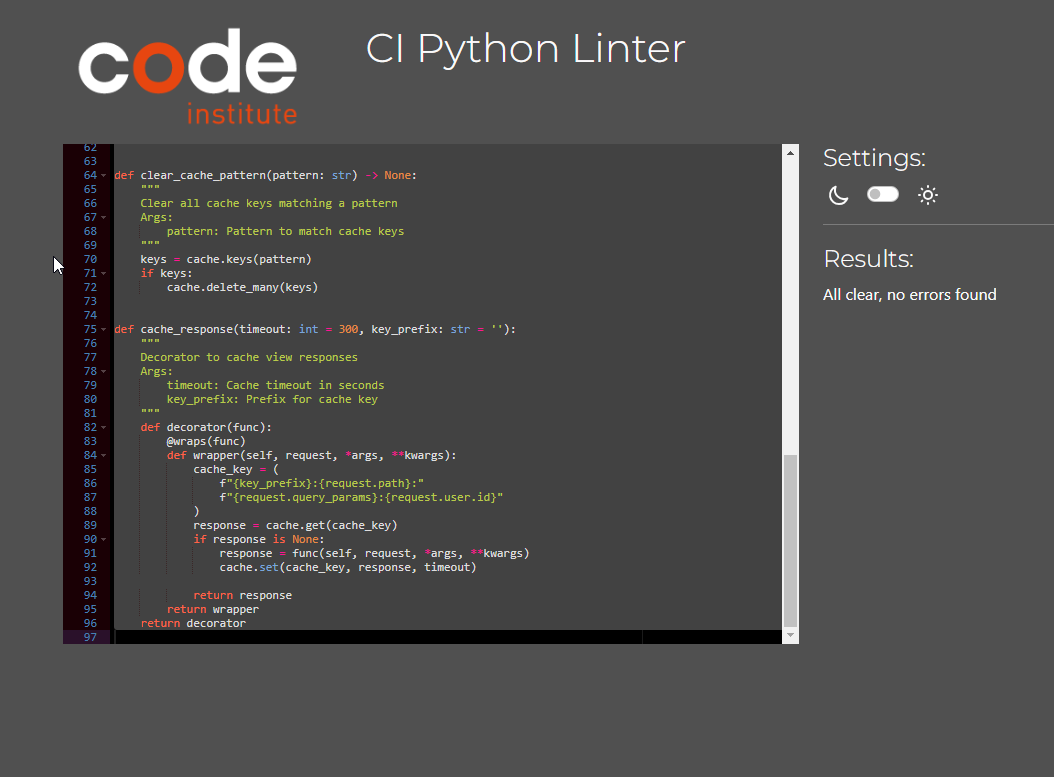 code
institute
CI Python Linter
62
63
64 def clear_cache_pattern(pattern: str) -> None:
65     """
66     Clear all cache keys matching a pattern
67     Args:
68         pattern: Pattern to match cache keys
69     """
70     keys = cache.keys(pattern)
71     if keys:
72         cache.delete_many(keys)
73
74
75 def cache_response(timeout: int = 300, key_prefix: str = ''):
76     """
77     Decorator to cache view responses
78     Args:
79         timeout: Cache timeout in seconds
80         key_prefix: Prefix for cache key
81     """
82     def decorator(func):
83         @wraps(func)
84         def wrapper(self, request, *args, **kwargs):
85             cache_key = (
86                 f"{key_prefix}:{request.path}:"
87                 f"{request.query_params}:{request.user.id}"
88             )
89             response = cache.get(cache_key)
90             if response is None:
91                 response = func(self, request, *args, **kwargs)
92                 cache.set(cache_key, response, timeout)
93
94             return response
95         return wrapper
96     return decorator
97
Settings:
Results:
All clear, no errors found